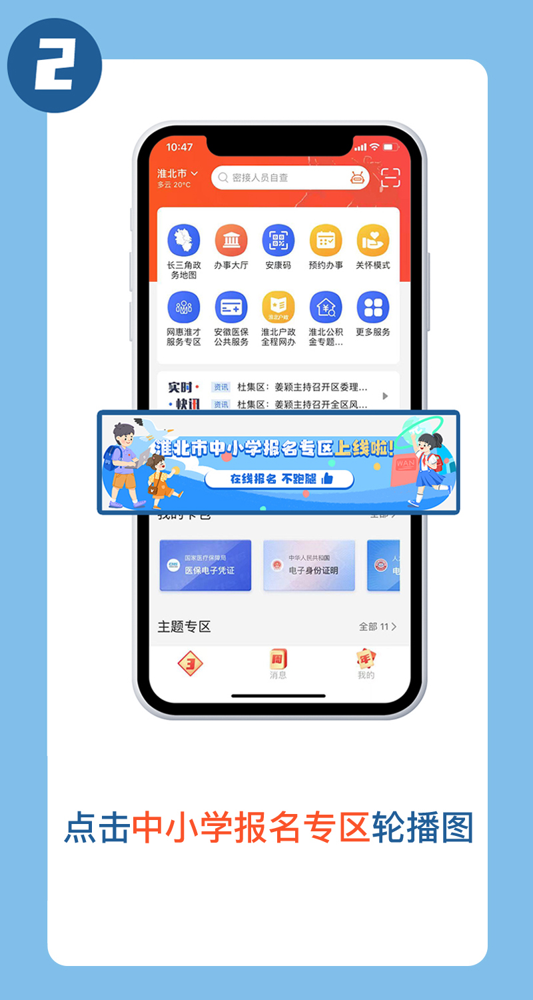 2
10:47
淮北市
多云 20°C
密接人员自查
长三角政
务地图
办事大厅
安康码
预约办事
关怀模式
网惠淮才
服务专区
安徽医保
公共服务
淮北户政
淮北户政
全程网办
淮北公积
金专题...
更多服务
实时
快讯
资讯 杜集区：姜颖主持召开区委理...
资讯 杜集区：姜颖主持召开全区风...
淮北市中小学报名专区上线啦!
在线报名 不跑腿
WAN
我的卡包
全部
国家医疗保障局
医保电子凭证
中华人民共和国
电子身份证明
主题专区
全部 11
3
周
消息
年
我的
点击中小学报名专区轮播图